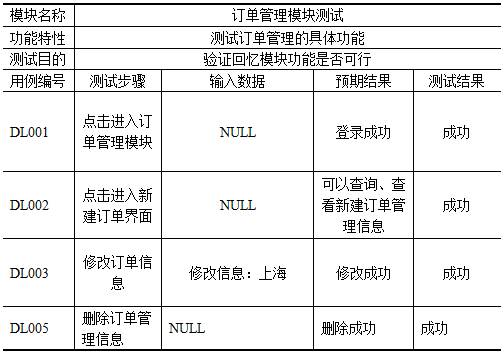 模块名称 订单管理模块测试
功能特性 测试订单管理的具体功能
测试目的 验证回忆模块功能是否可行
用例编号 测试步骤 输入数据 预期结果 测试结果
DL001 点击进入订单管理模块 NULL 登录成功 成功
DL002 点击进入新建订单界面 NULL 可以查询、查看新建订单管理信息 成功
DL003 修改订单信息 修改信息：上海 修改成功 成功
DL005 删除订单管理信息 NULL 删除成功 成功